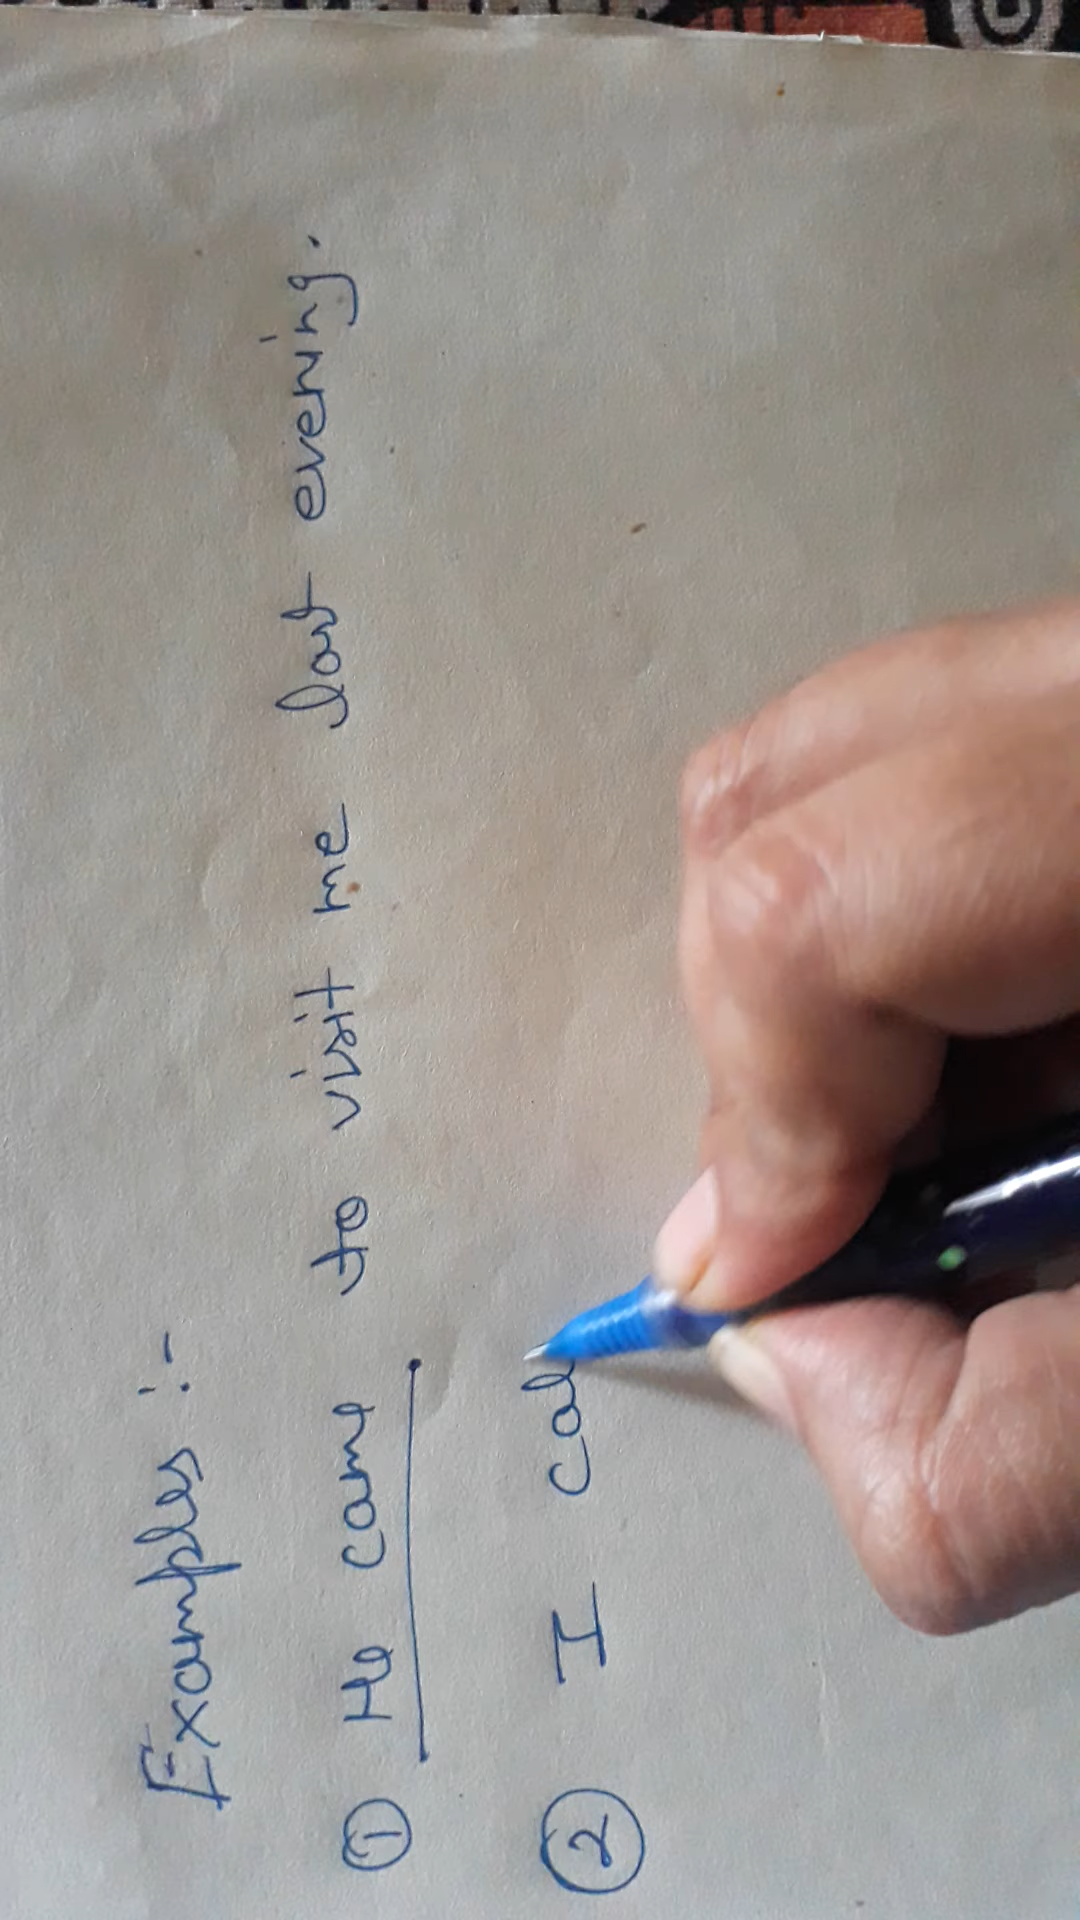 Examples :-
① He came to visit me last evening.
② I cal